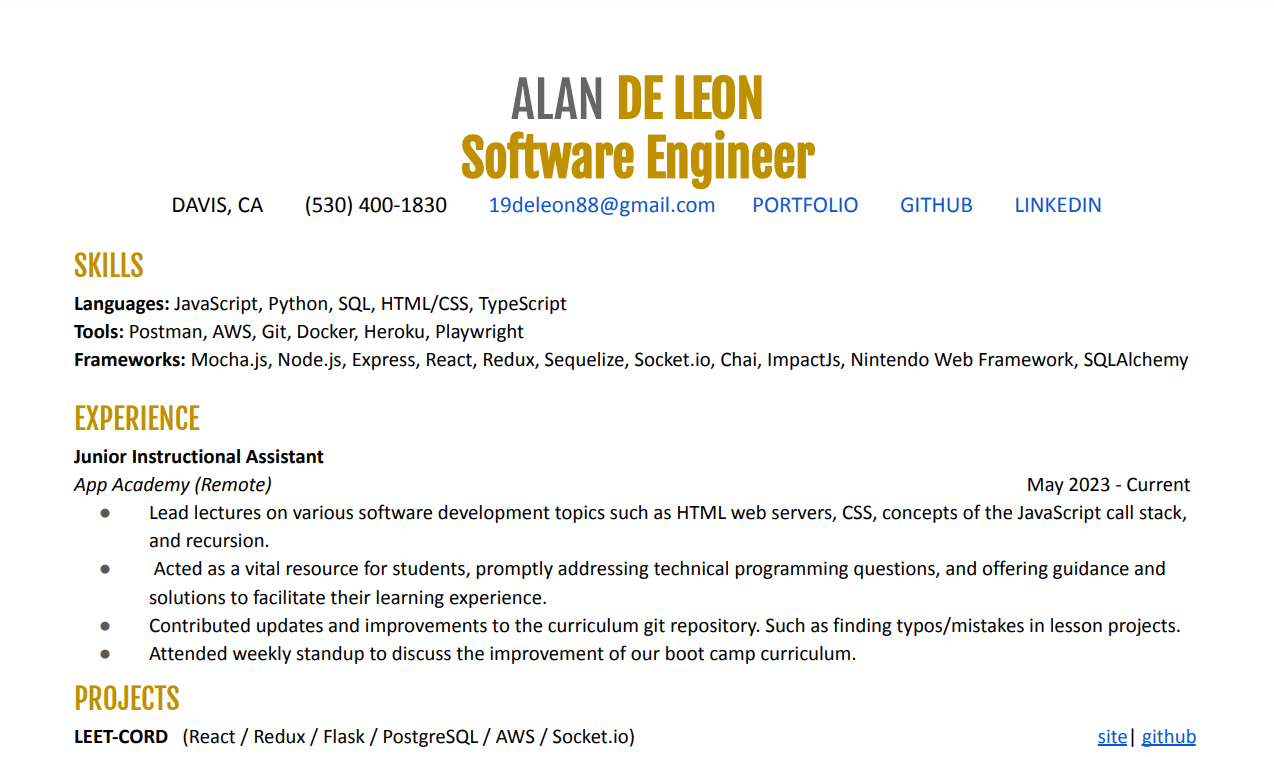 ALAN DE LEON
Software Engineer
DAVIS, CA (530) 400-1830 19deleon88@gmail.com PORTFOLIO GITHUB LINKEDIN
SKILLS
Languages: JavaScript, Python, SQL, HTML/CSS, TypeScript
Tools: Postman, AWS, Git, Docker, Heroku, Playwright
Frameworks: Mocha.js, Node.js, Express, React, Redux, Sequelize, Socket.io, Chai, ImpactJs, Nintendo Web Framework, SQLAlchemy
EXPERIENCE
Junior Instructional Assistant
App Academy (Remote) May 2023 - Current
● Lead lectures on various software development topics such as HTML web servers, CSS, concepts of the JavaScript call stack,
and recursion.
● Acted as a vital resource for students, promptly addressing technical programming questions, and offering guidance and
solutions to facilitate their learning experience.
● Contributed updates and improvements to the curriculum git repository. Such as finding typos/mistakes in lesson projects.
● Attended weekly standup to discuss the improvement of our boot camp curriculum.
PROJECTS
LEET-CORD (React / Redux / Flask / PostgreSQL / AWS / Socket.io) site| github